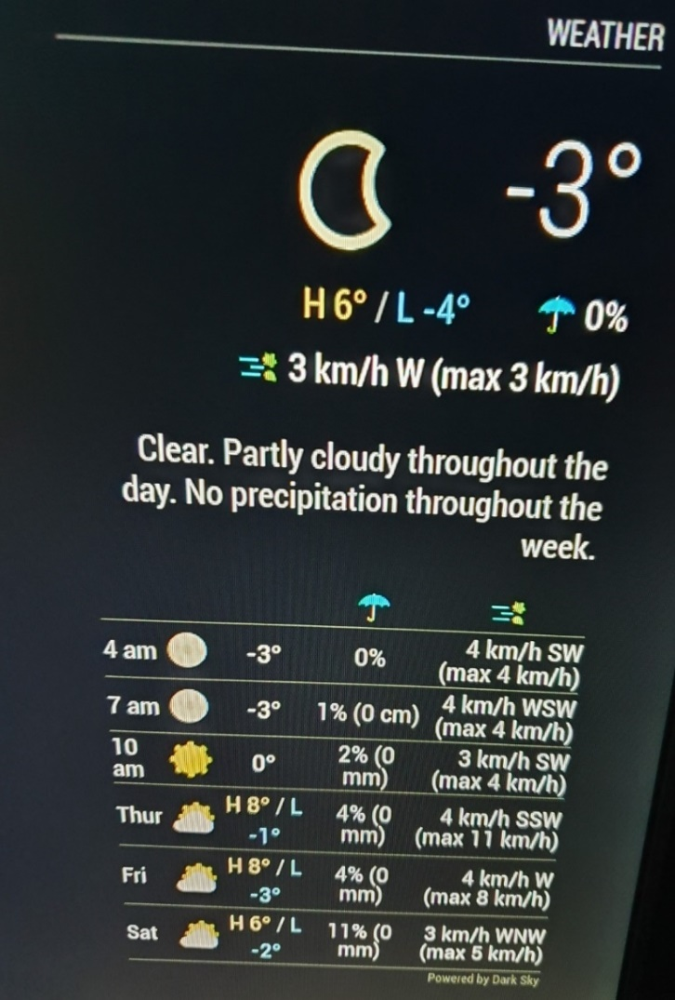 WEATHER
-3°
H 6° / L -4° 0%
3 km/h W (max 3 km/h)
Clear. Partly cloudy throughout the
day. No precipitation throughout the
week.
4 am -3° 0% 4 km/h SW
(max 4 km/h)
7 am -3° 1% (0 cm) 4 km/h WSW
(max 4 km/h)
10 am 0° 2% (0 mm) 3 km/h SW
(max 4 km/h)
Thur H 8° / L -1° 4% (0 mm) 4 km/h SSW
(max 11 km/h)
Fri H 8° / L -3° 4% (0 mm) 4 km/h W
(max 8 km/h)
Sat H 6° / L -2° 11% (0 mm) 3 km/h WNW
(max 5 km/h)
Powered by Dark Sky